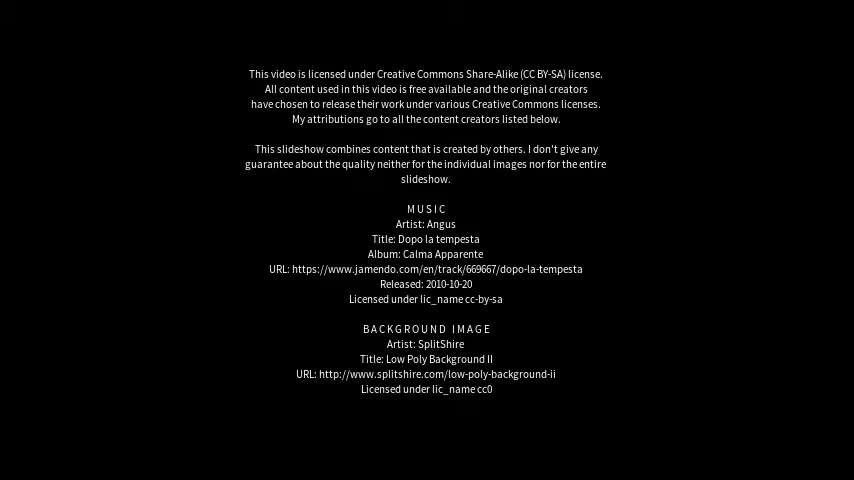 This video is licensed under Creative Commons Share-Alike (CC BY-SA) license.
All content used in this video is free available and the original creators
have chosen to release their work under various Creative Commons licenses.
My attributions go to all the content creators listed below.
This slideshow combines content that is created by others. I don't give any
guarantee about the quality neither for the individual images nor for the entire
slideshow.
MUSIC
Artist: Angus
Title: Dopo la tempesta
Album: Calma Apparente
URL: https://www.jamendo.com/en/track/669667/dopo-la-tempesta
Released: 2010-10-20
Licensed under lic_name cc-by-sa
BACKGROUND IMAGE
Artist: SplitShire
Title: Low Poly Background II
URL: http://www.splitshire.com/low-poly-background-ii
Licensed under lic_name cc0